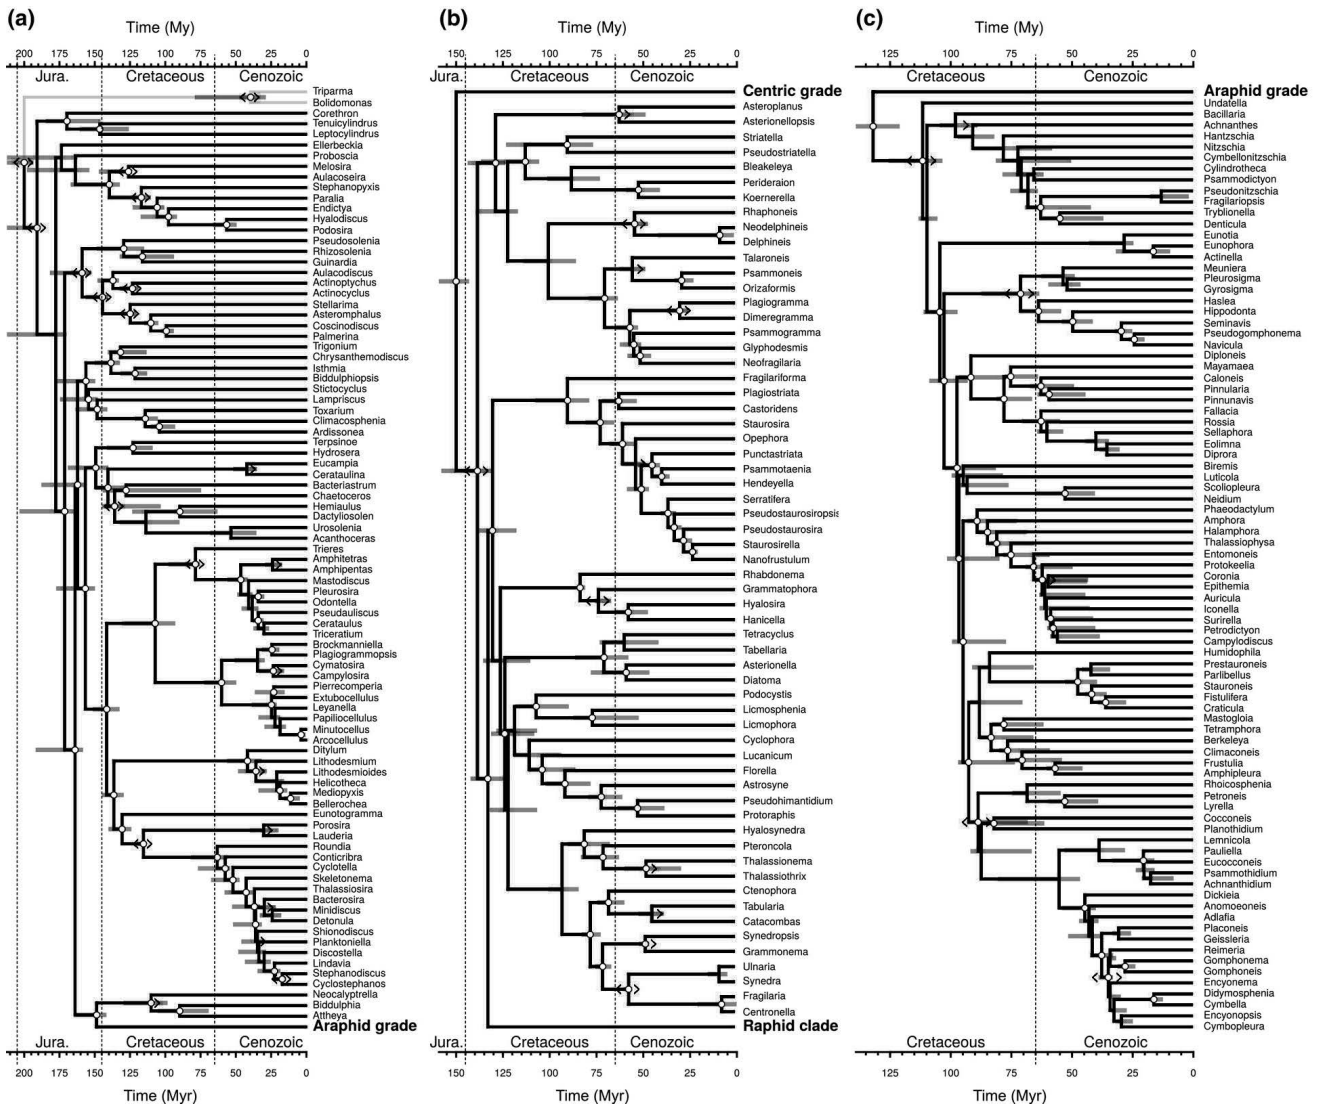 (a)
Time (My)
200 175 150 125 100 75 50 25 0
Jura. Cretaceous Cenozoic
Triparma
Bolidomonas
Corethron
Tenuicylindrus
Leptocylindrus
Ellerbeckia
Proboscia
Melosira
Aulacoseira
Stephanopyxis
Paralia
Endictya
Hyalodiscus
Podosira
Pseudosolenia
Rhizosolenia
Guinardia
Aulacodiscus
Actinoptychus
Actinocyclus
Stellarima
Asteromphalus
Coscinodiscus
Palmerina
Trigonium
Chrysanthemodiscus
Isthmia
Biddulphiopsis
Stictocyclus
Lampriscus
Toxarium
Climacosphenia
Ardissonea
Terpsinoe
Hydrosera
Eucampia
Cerataulina
Bacteriastrum
Chaetoceros
Hemiaulus
Dactyliosolen
Urosolenia
Acanthoceras
Trieres
Amphitetras
Amphipentas
Mastodiscus
Pleurosira
Odontella
Pseudauliscus
Cerataulus
Triceratium
Brockmanniella
Plagiogrammopsis
Cymatosira
Campylosira
Pierrecomperia
Extubocellulus
Leyanella
Papiliocellulus
Minutocellus
Arcocellulus
Ditylum
Lithodesmium
Lithodesmioides
Helicotheca
Mediopyxis
Bellerochea
Eunotogramma
Porosira
Lauderia
Roundia
Conticribra
Cyclotella
Skeletonema
Thalassiosira
Bacterosira
Minidiscus
Detonula
Shionodiscus
Planktoniella
Discostella
Lindavia
Stephanodiscus
Cyclostephanos
Neocalyptrella
Biddulphia
Attheya
Araphid grade
Jura. Cretaceous Cenozoic
200 175 150 125 100 75 50 25 0
Time (Myr)
(b)
Time (My)
150 125 100 75 50 25 0
Jura. Cretaceous Cenozoic
Centric grade
Asteroplanus
Asterionellopsis
Striatella
Pseudostriatella
Bleakeleya
Perideraion
Koernerella
Rhaphoneis
Neodelphineis
Delphineis
Talaroneis
Psammoneis
Orizaformis
Plagiogramma
Dimeregramma
Psammogramma
Glyphodesmis
Neofragilaria
Fragilariforma
Plagiostriata
Castoridens
Staurosira
Opephora
Punctastriata
Psammotaenia
Hendeyella
Serratifera
Pseudostaurosiropsis
Pseudostaurosira
Staurosirella
Nanofrustulum
Rhabdonema
Grammatophora
Hyalosira
Hanicella
Tetracyclus
Tabellaria
Asterionella
Diatoma
Podocystis
Licmosphenia
Licmophora
Cyclophora
Lucanicum
Florella
Astrosyne
Pseudohimantidium
Protoraphis
Hyalosynedra
Pteroncola
Thalassionema
Thalassiothrix
Ctenophora
Tabularia
Catacombas
Synedropsis
Grammonema
Ulnaria
Synedra
Fragilaria
Centronella
Raphid clade
Jura. Cretaceous Cenozoic
150 125 100 75 50 25 0
Time (Myr)
(c)
Time (My)
125 100 75 50 25 0
Cretaceous Cenozoic
Araphid grade
Undatella
Bacillaria
Achnanthes
Hantzschia
Nitzschia
Cymbellonitzschia
Cylindrotheca
Psammodictyon
Pseudonitzschia
Fragilariopsis
Tryblionella
Denticula
Eunotia
Eunophora
Actinella
Meuniera
Pleurosigma
Gyrosigma
Haslea
Hippodonta
Seminavis
Pseudogomphonema
Navicula
Diploneis
Mayamaea
Caloneis
Pinnularia
Pinnunavis
Fallacia
Rossia
Sellaphora
Eolimna
Diprora
Biremis
Luticola
Scoliopleura
Neidium
Phaeodactylum
Amphora
Halamphora
Thalassiophysa
Entomoneis
Protokeelia
Coronia
Epithemia
Auricula
Iconella
Surirella
Petrodictyon
Campylodiscus
Humidophila
Prestauroneis
Parlibellus
Stauroneis
Fistulifera
Craticula
Mastogloia
Tetramphora
Berkeleya
Climaconeis
Frustulia
Amphipleura
Rhoicosphenia
Petroneis
Lyrella
Cocconeis
Planothidium
Lemnicola
Pauliella
Eucocconeis
Psammothidium
Achnanthidium
Dickieia
Anomoeoneis
Adlafia
Placoneis
Geissleria
Reimeria
Gomphonema
Gomphoneis
Encyonema
Didymosphenia
Cymbella
Encyonopsis
Cymbopleura
Cretaceous Cenozoic
125 100 75 50 25 0
Time (Myr)